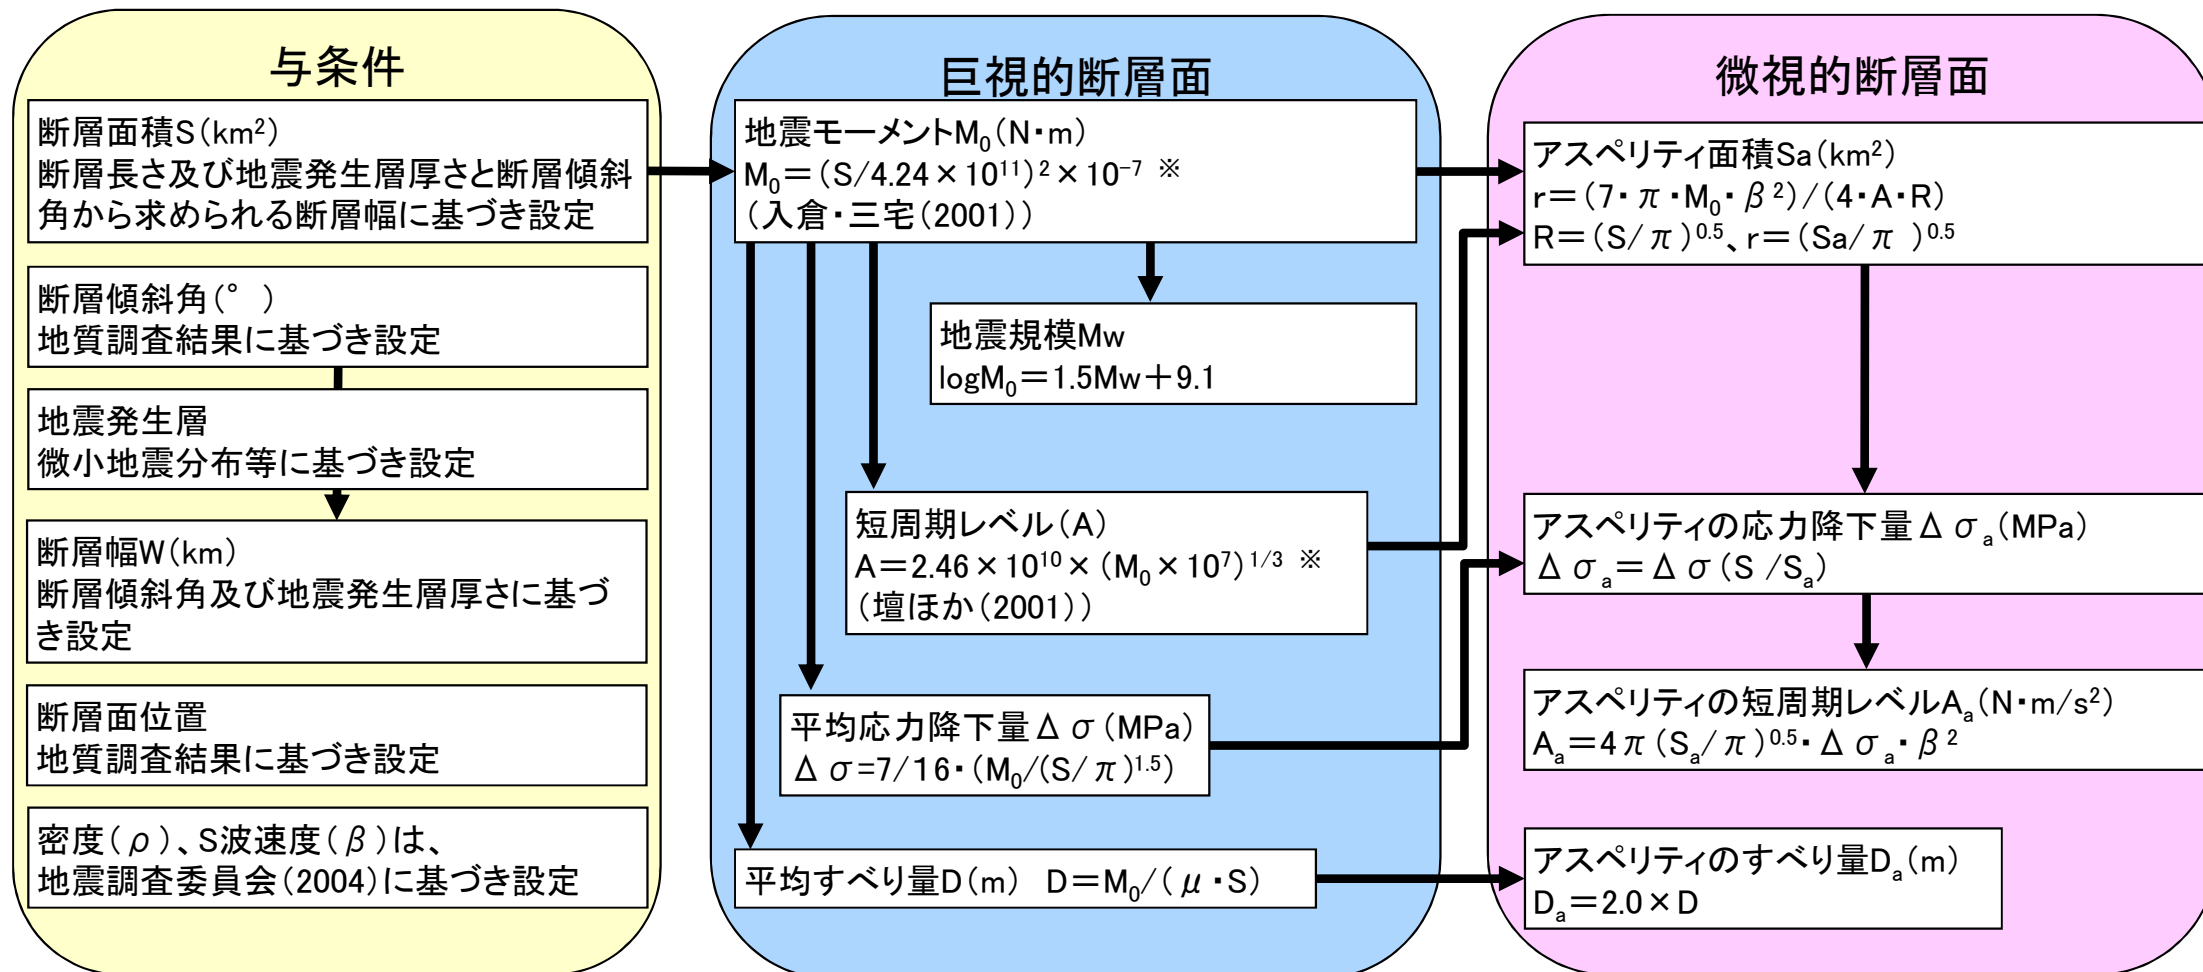 与条件
断層面積S(km²)
断層長さ及び地震発生層厚さと断層傾斜
角から求められる断層幅に基づき設定
断層傾斜角(°)
地質調査結果に基づき設定
地震発生層
微小地震分布等に基づき設定
断層幅W(km)
断層傾斜角及び地震発生層厚さに基づ
き設定
断層面位置
地質調査結果に基づき設定
密度(ρ)、S波速度(β)は、
地震調査委員会(2004)に基づき設定
巨視的断層面
地震モーメントM₀(N・m)
M₀=(S/4.24×10¹¹)²×10⁻⁷ ※
(入倉・三宅(2001))
地震規模Mw
logM₀=1.5Mw+9.1
短周期レベル(A)
A=2.46×10¹⁰×(M₀×10⁷)¹ᐟ³ ※
(壇ほか(2001))
平均応力降下量Δσ(MPa)
Δσ=7/16・(M₀/(S/π)¹·⁵)
平均すべり量D(m) D=M₀/(μ・S)
微視的断層面
アスペリティ面積Sa(km²)
r=(7・π・M₀・β²)/(4・A・R)
R=(S/π)⁰·⁵、r=(Sa/π)⁰·⁵
アスペリティの応力降下量Δσₐ(MPa)
Δσₐ=Δσ(S/Sₐ)
アスペリティの短周期レベルAₐ(N・m/s²)
Aₐ=4π(Sₐ/π)⁰·⁵・Δσₐ・β²
アスペリティのすべり量Dₐ(m)
Dₐ=2.0×D